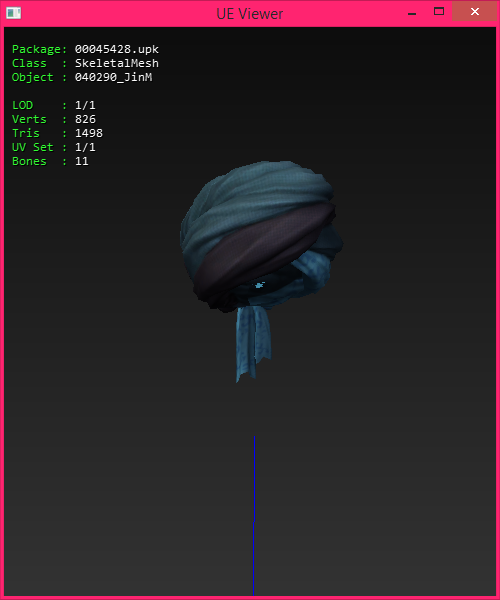 UE Viewer
Package: 00045428.upk
Class : SkeletalMesh
Object : 040290_JinM
LOD : 1/1
Verts : 826
Tris : 1498
UV Set : 1/1
Bones : 11